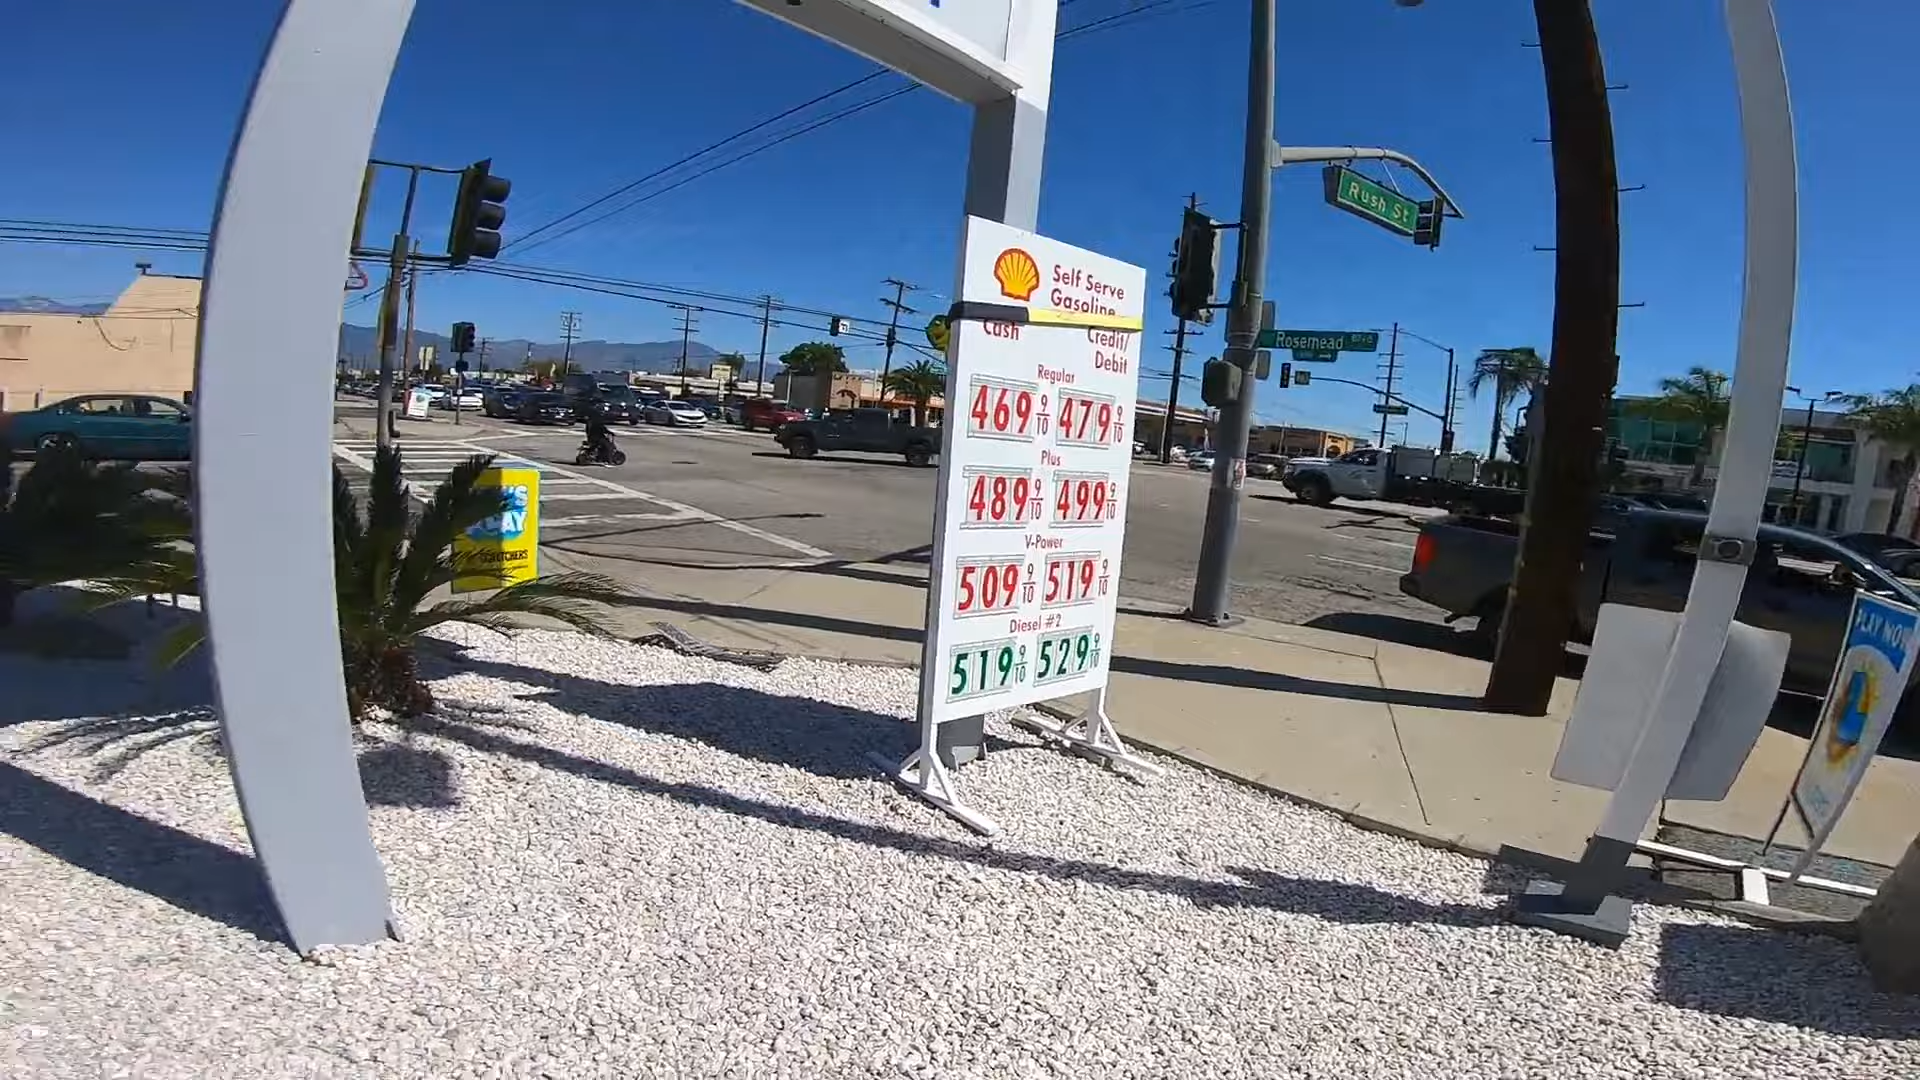 Rush St
Rosemead
Self Serve
Gasoline
Cash
Credit/
Debit
Regular
469 9/10 479 9/10
Plus
489 9/10 499 9/10
V-Power
509 9/10 519 9/10
Diesel #2
519 9/10 529 9/10
SCRATCHERS
PLAY NOW